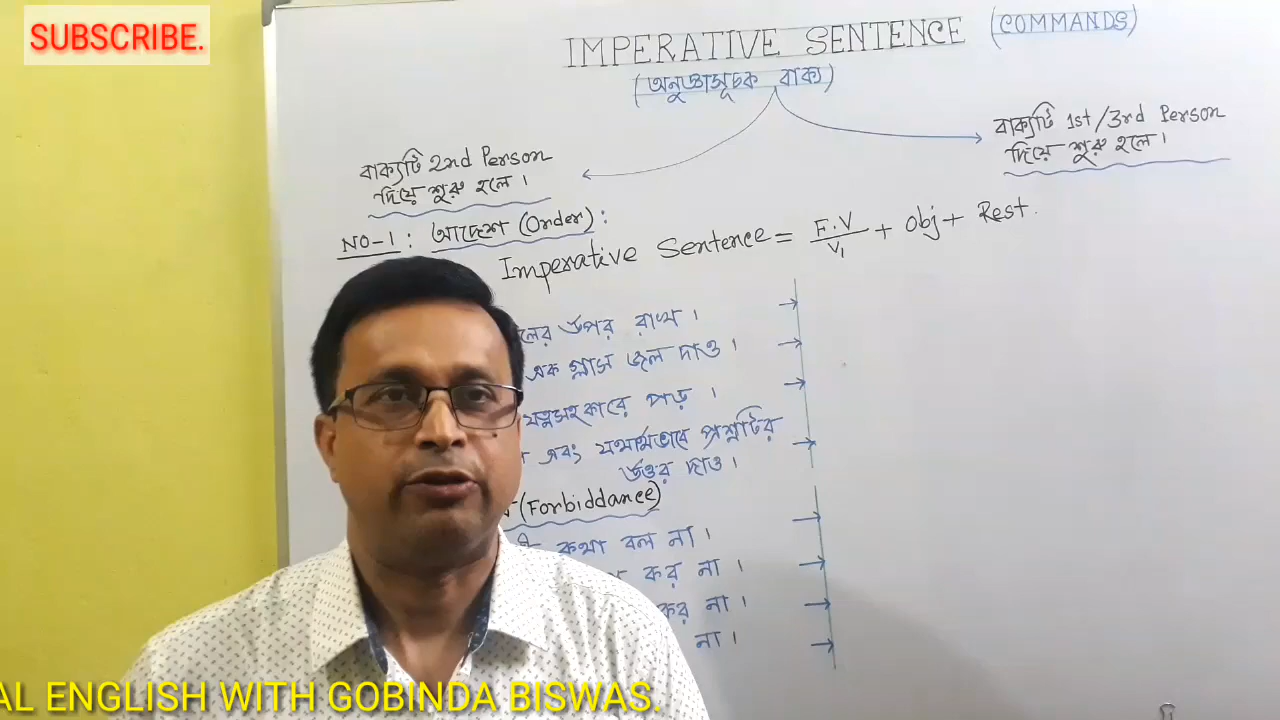 SUBSCRIBE.
IMPERATIVE SENTENCE (COMMANDS)
(অনুজ্ঞাসূচক বাক্য)
বাক্যটি 2nd Person
দিয়ে শুরু হলে।
বাক্যটি 1st/3rd Person
দিয়ে শুরু হলে।
NO-1: আদেশ (Order):
Imperative Sentence = F.V/V1 + Obj + Rest.
উপর রাখ।
এক গ্লাস জল দাও।
যত্নসহকারে পড়।
এবং যথার্থভাবে প্রশ্নটির
উত্তর দাও।
(Forbiddance)
কথা বল না।
কর না।
কর না।
না।
AL ENGLISH WITH GOBINDA BISWAS.